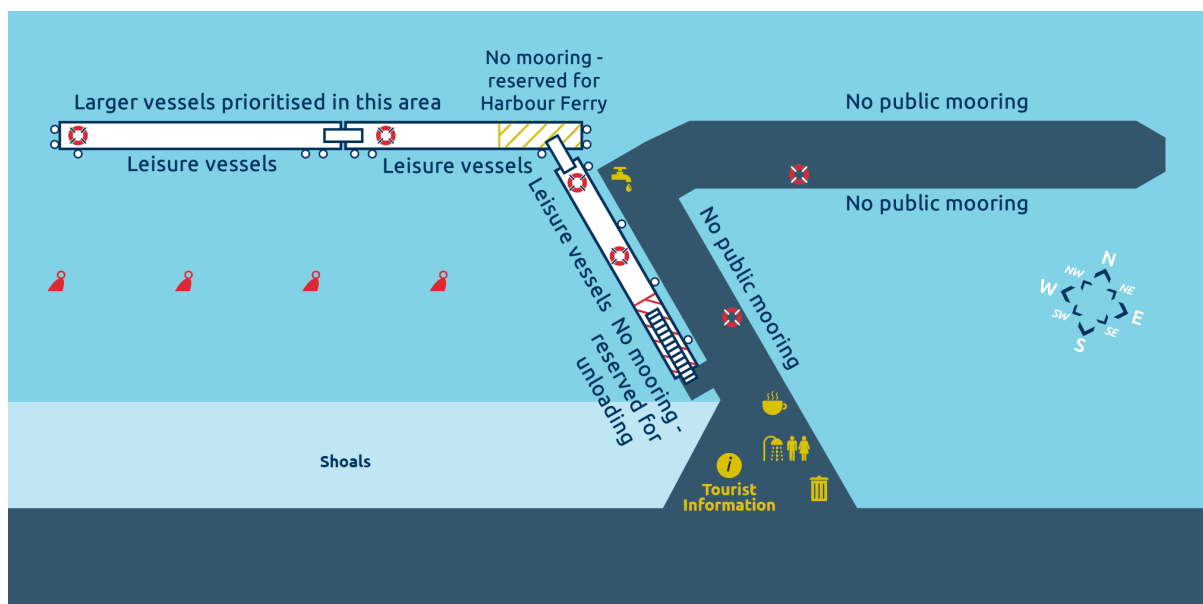 No mooring -
reserved for
Harbour Ferry
Larger vessels prioritised in this area
No public mooring
Leisure vessels
Leisure vessels
No public mooring
Leisure vessels
No public mooring
No mooring -
reserved for
unloading
N
NW
NE
W
E
SW
SE
S
Shoals
i
Tourist
Information